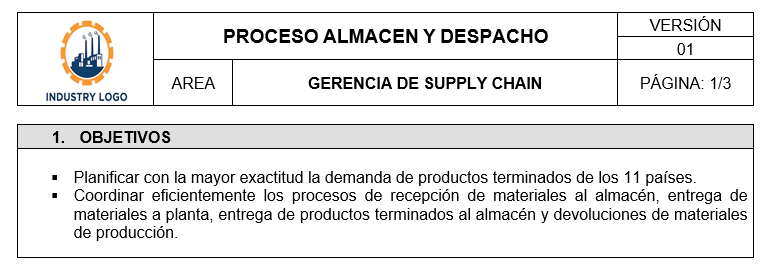 INDUSTRY LOGO
PROCESO ALMACEN Y DESPACHO
VERSIÓN
01
AREA
GERENCIA DE SUPPLY CHAIN
PÁGINA: 1/3
1. OBJETIVOS
▪ Planificar con la mayor exactitud la demanda de productos terminados de los 11 países.
▪ Coordinar eficientemente los procesos de recepción de materiales al almacén, entrega de
materiales a planta, entrega de productos terminados al almacén y devoluciones de materiales
de producción.